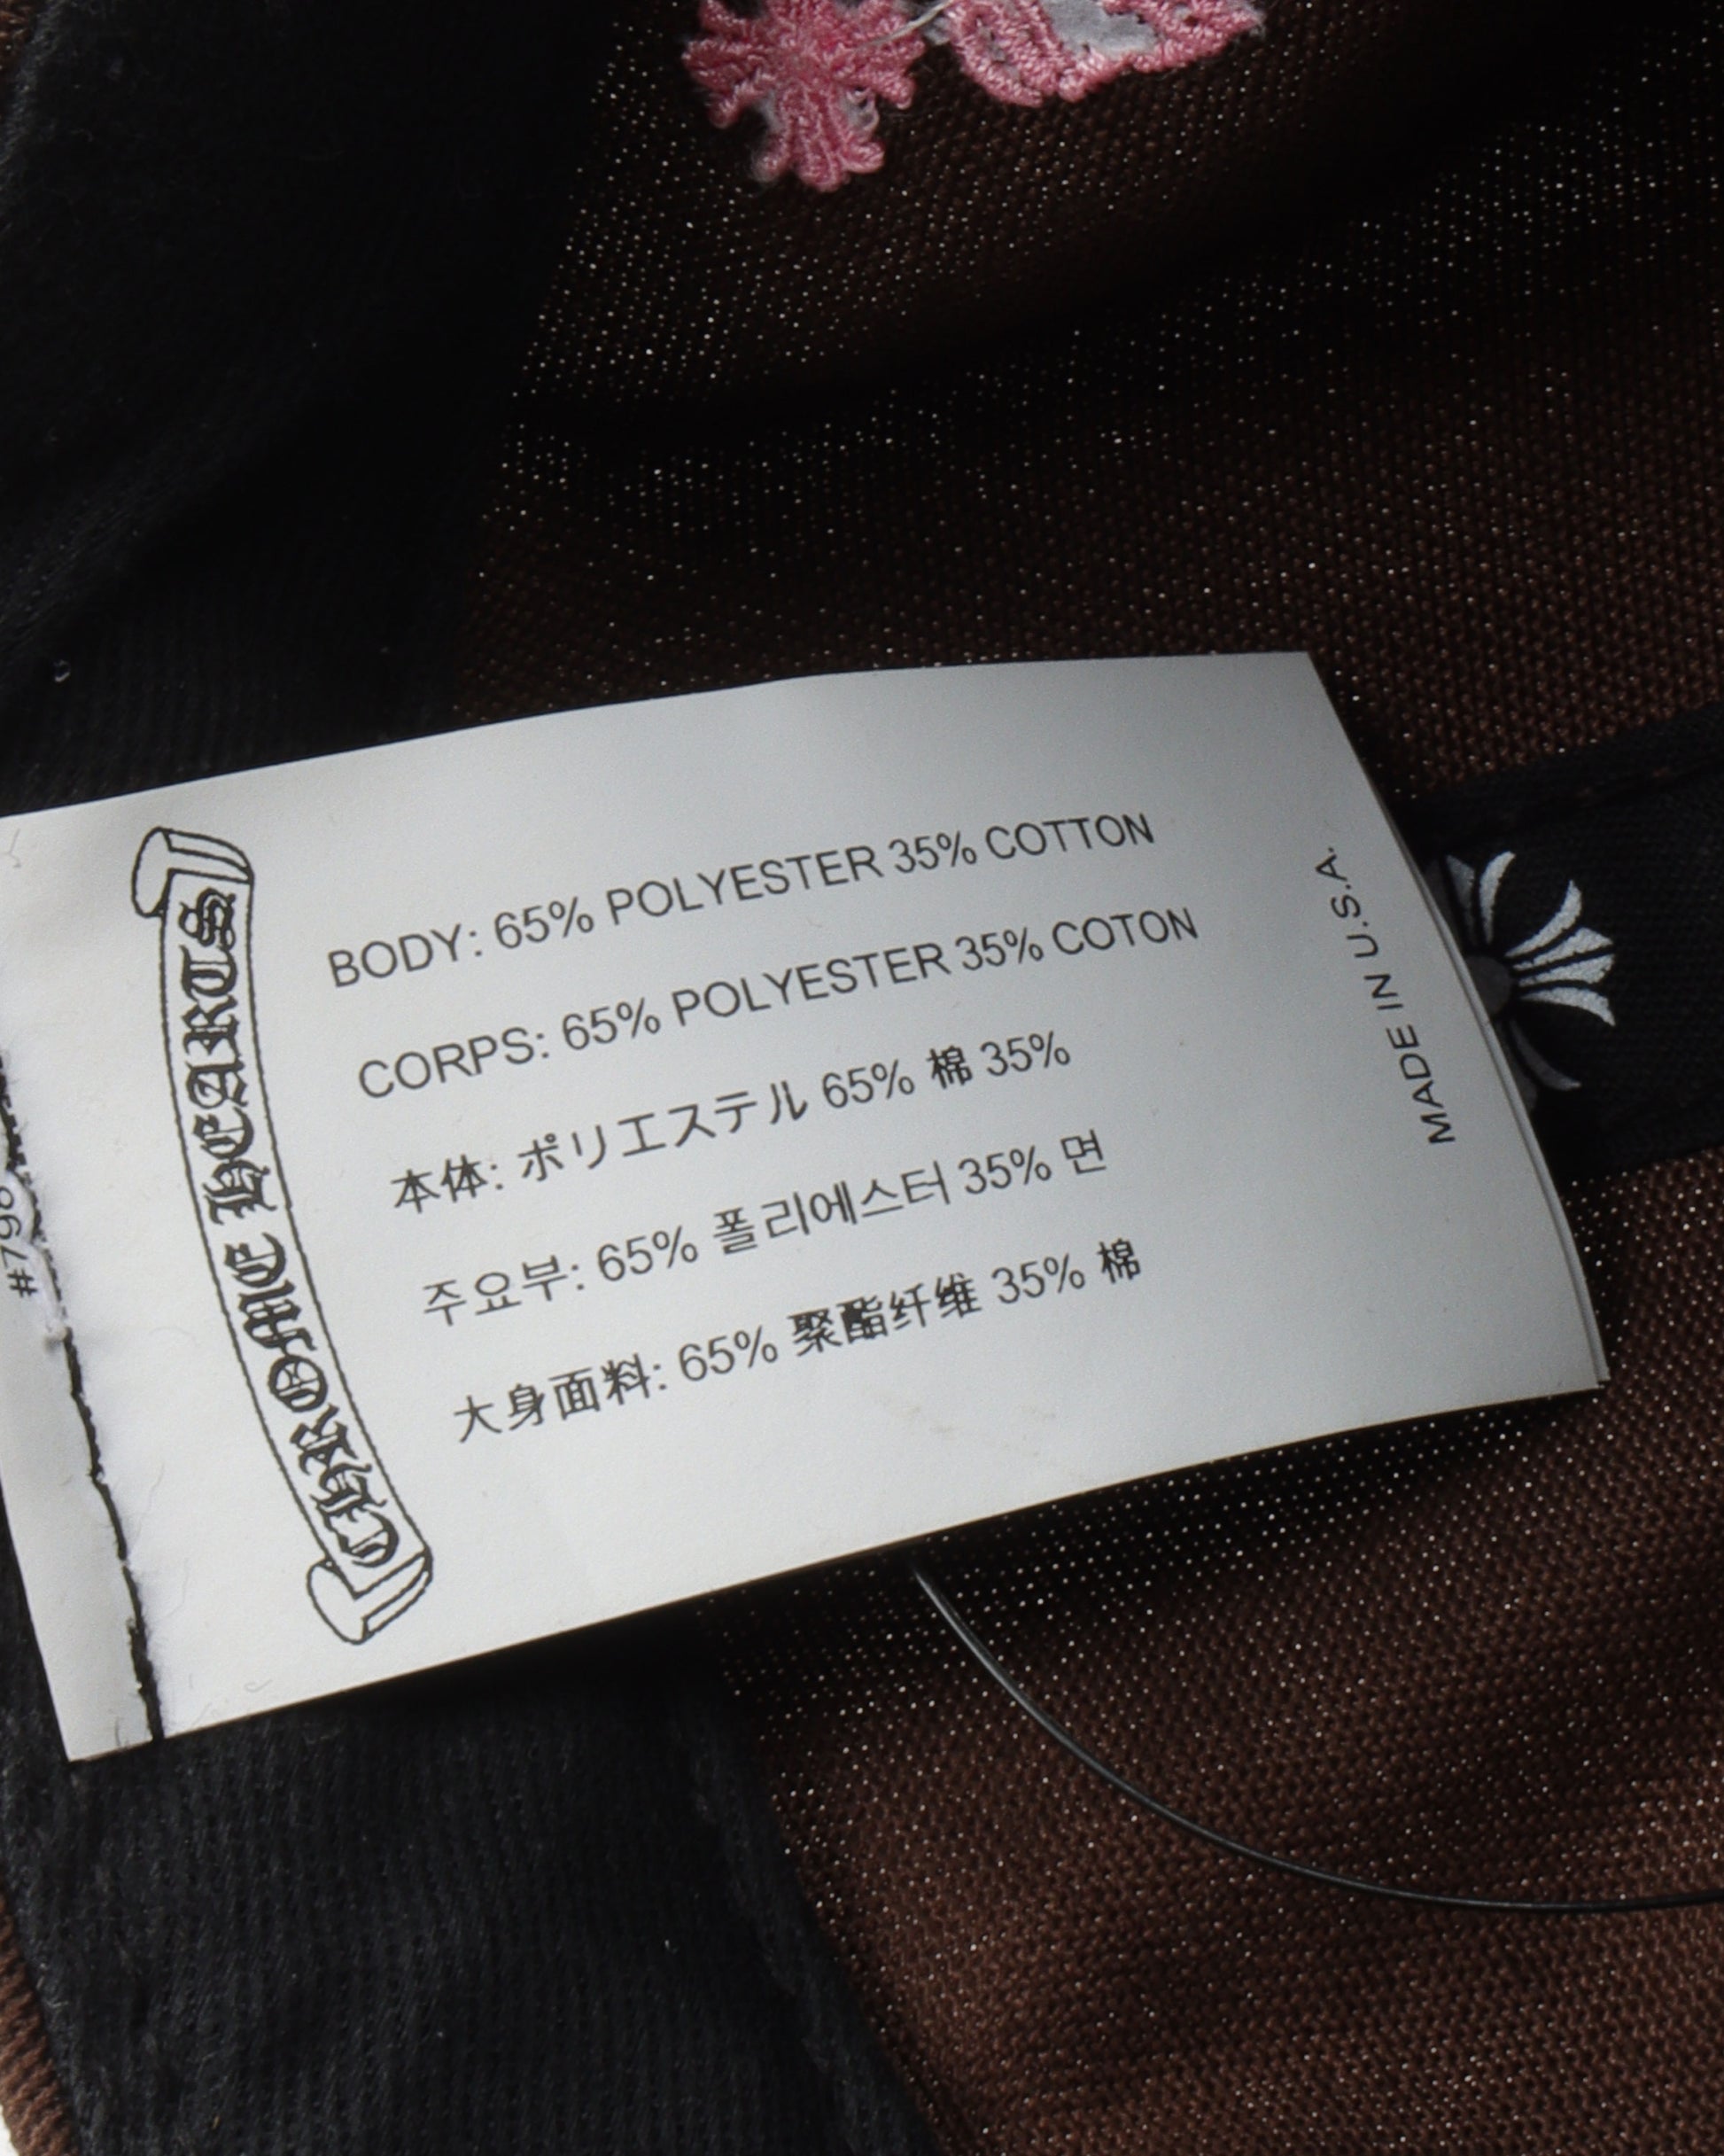 CHROME HEARTS
BODY: 65% POLYESTER 35% COTTON
CORPS: 65% POLYESTER 35% COTON
本体: ポリエステル 65% 棉 35%
주요부: 65% 폴리에스터 35% 면
大身面料: 65% 聚酯纤维 35% 棉
MADE IN U.S.A.
#790